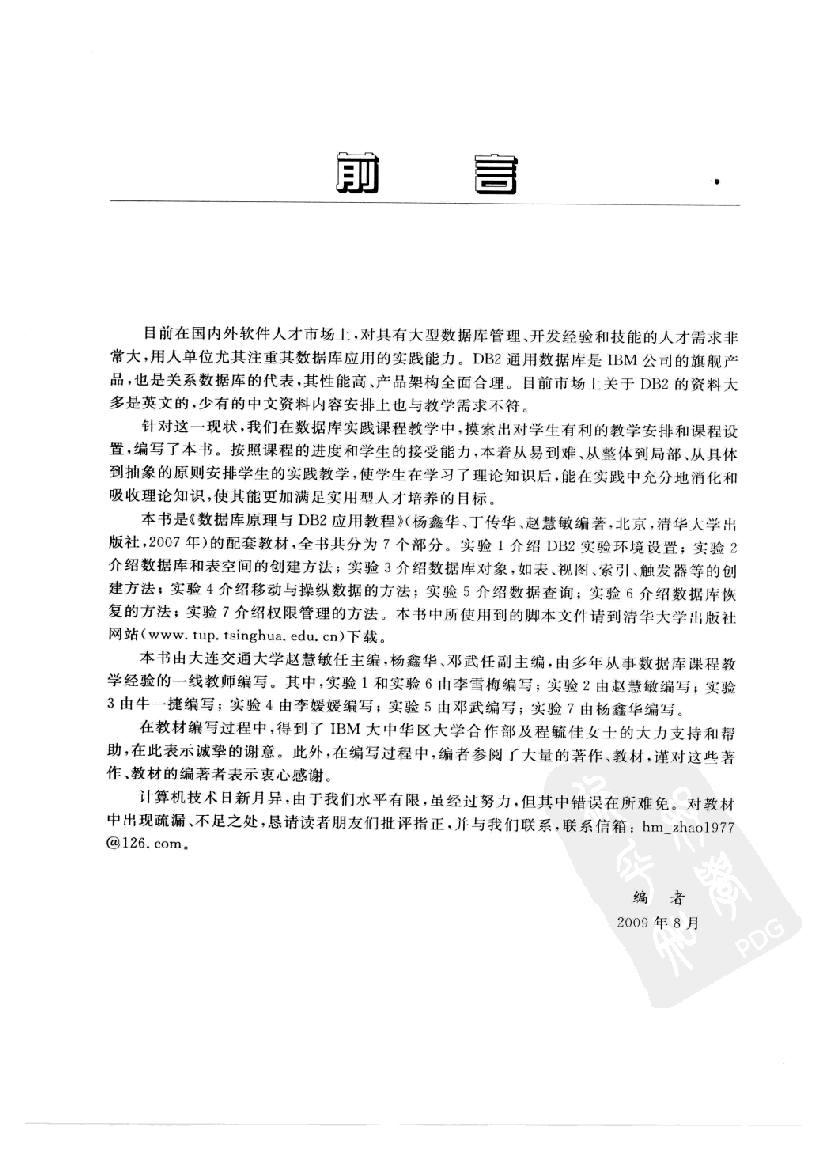 前 言
目前在国内外软件人才市场上,对具有大型数据库管理、开发经验和技能的人才需求非
常大,用人单位尤其注重其数据库应用的实践能力。DB2 通用数据库是 IBM 公司的旗舰产
品,也是关系数据库的代表,其性能高、产品架构全面合理。目前市场上关于 DB2 的资料大
多是英文的,少有的中文资料内容安排上也与教学需求不符。
针对这一现状,我们在数据库实践课程教学中,摸索出对学生有利的教学安排和课程设
置,编写了本书。按照课程的进度和学生的接受能力,本着从易到难、从整体到局部、从具体
到抽象的原则安排学生的实践教学,使学生在学习了理论知识后,能在实践中充分地消化和
吸收理论知识,使其能更加满足实用型人才培养的目标。
本书是《数据库原理与 DB2 应用教程》(杨鑫华、丁传华、赵慧敏编著,北京,清华大学出
版社,2007 年)的配套教材,全书共分为 7 个部分。实验 1 介绍 DB2 实验环境设置;实验 2
介绍数据库和表空间的创建方法;实验 3 介绍数据库对象,如表、视图、索引、触发器等的创
建方法;实验 4 介绍移动与操纵数据的方法;实验 5 介绍数据查询;实验 6 介绍数据库恢
复的方法;实验 7 介绍权限管理的方法。本书中所使用到的脚本文件请到清华大学出版社
网站(www.tup.tsinghua.edu.cn)下载。
本书由大连交通大学赵慧敏任主编,杨鑫华、邓武任副主编,由多年从事数据库课程教
学经验的一线教师编写。其中,实验 1 和实验 6 由李雪梅编写;实验 2 由赵慧敏编写;实验
3 由牛一捷编写;实验 4 由李媛媛编写;实验 5 由邓武编写;实验 7 由杨鑫华编写。
在教材编写过程中,得到了 IBM 大中华区大学合作部及程毓佳女士的大力支持和帮
助,在此表示诚挚的谢意。此外,在编写过程中,编者参阅了大量的著作、教材,谨对这些著
作、教材的编著者表示衷心感谢。
计算机技术日新月异,由于我们水平有限,虽经过努力,但其中错误在所难免。对教材
中出现疏漏、不足之处,恳请读者朋友们批评指正,并与我们联系,联系信箱:hm_zhao1977
@126.com。
编 者
2009 年 8 月
PDG